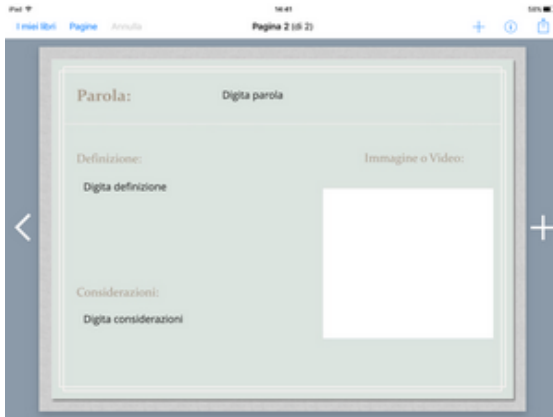 iPad 14:41 50%
I miei libri Pagine Annulla Pagina 2 (di 2)
Parola: Digita parola
Definizione: Immagine o Video:
Digita definizione
Considerazioni:
Digita considerazioni